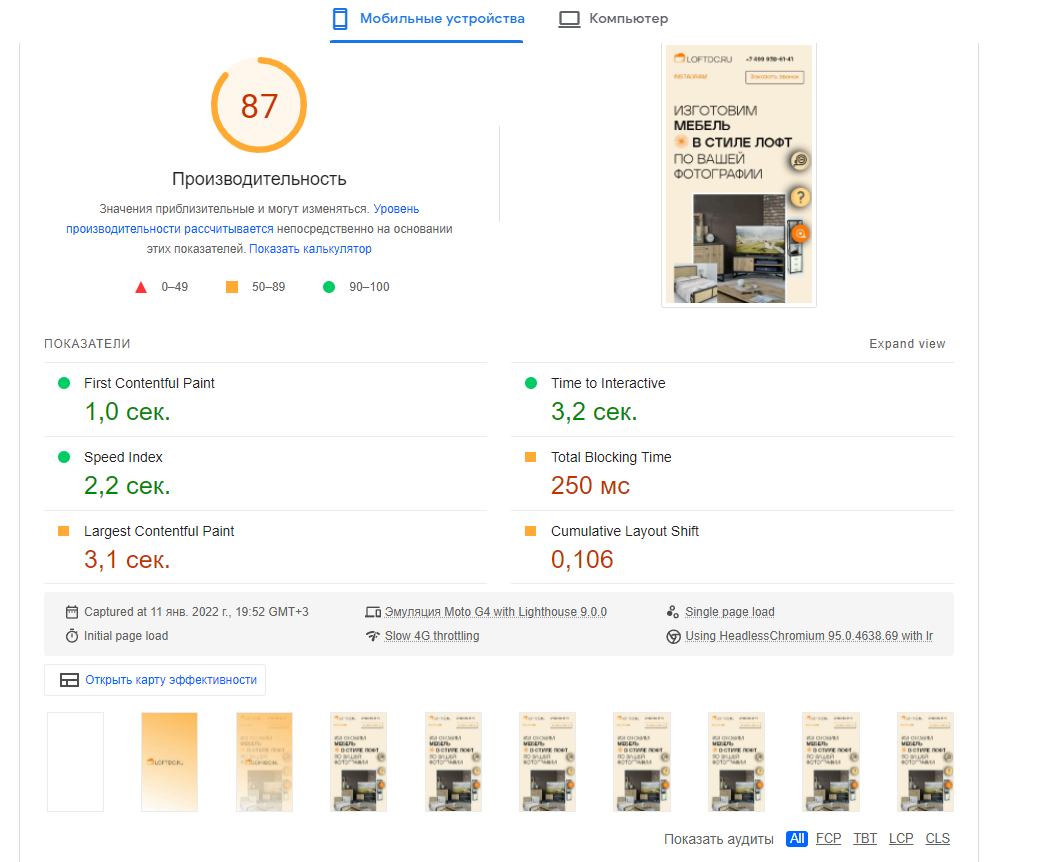 Мобильные устройства
Компьютер
87
Производительность
Значения приблизительные и могут изменяться. Уровень
производительности рассчитывается непосредственно на основании
этих показателей. Показать калькулятор
0–49
50–89
90–100
LOFTDC.RU
INSTAGRAM
ИЗГОТОВИМ
МЕБЕЛЬ
В СТИЛЕ ЛОФТ
ПО ВАШЕЙ
ФОТОГРАФИИ
?
ПОКАЗАТЕЛИ
Expand view
First Contentful Paint
1,0 сек.
Time to Interactive
3,2 сек.
Speed Index
2,2 сек.
Total Blocking Time
250 мс
Largest Contentful Paint
3,1 сек.
Cumulative Layout Shift
0,106
Captured at 11 янв. 2022 г., 19:52 GMT+3
Эмуляция Moto G4 with Lighthouse 9.0.0
Single page load
Initial page load
Slow 4G throttling
Using HeadlessChromium 95.0.4638.69 with lr
Открыть карту эффективности
Показать аудиты All FCP TBT LCP CLS